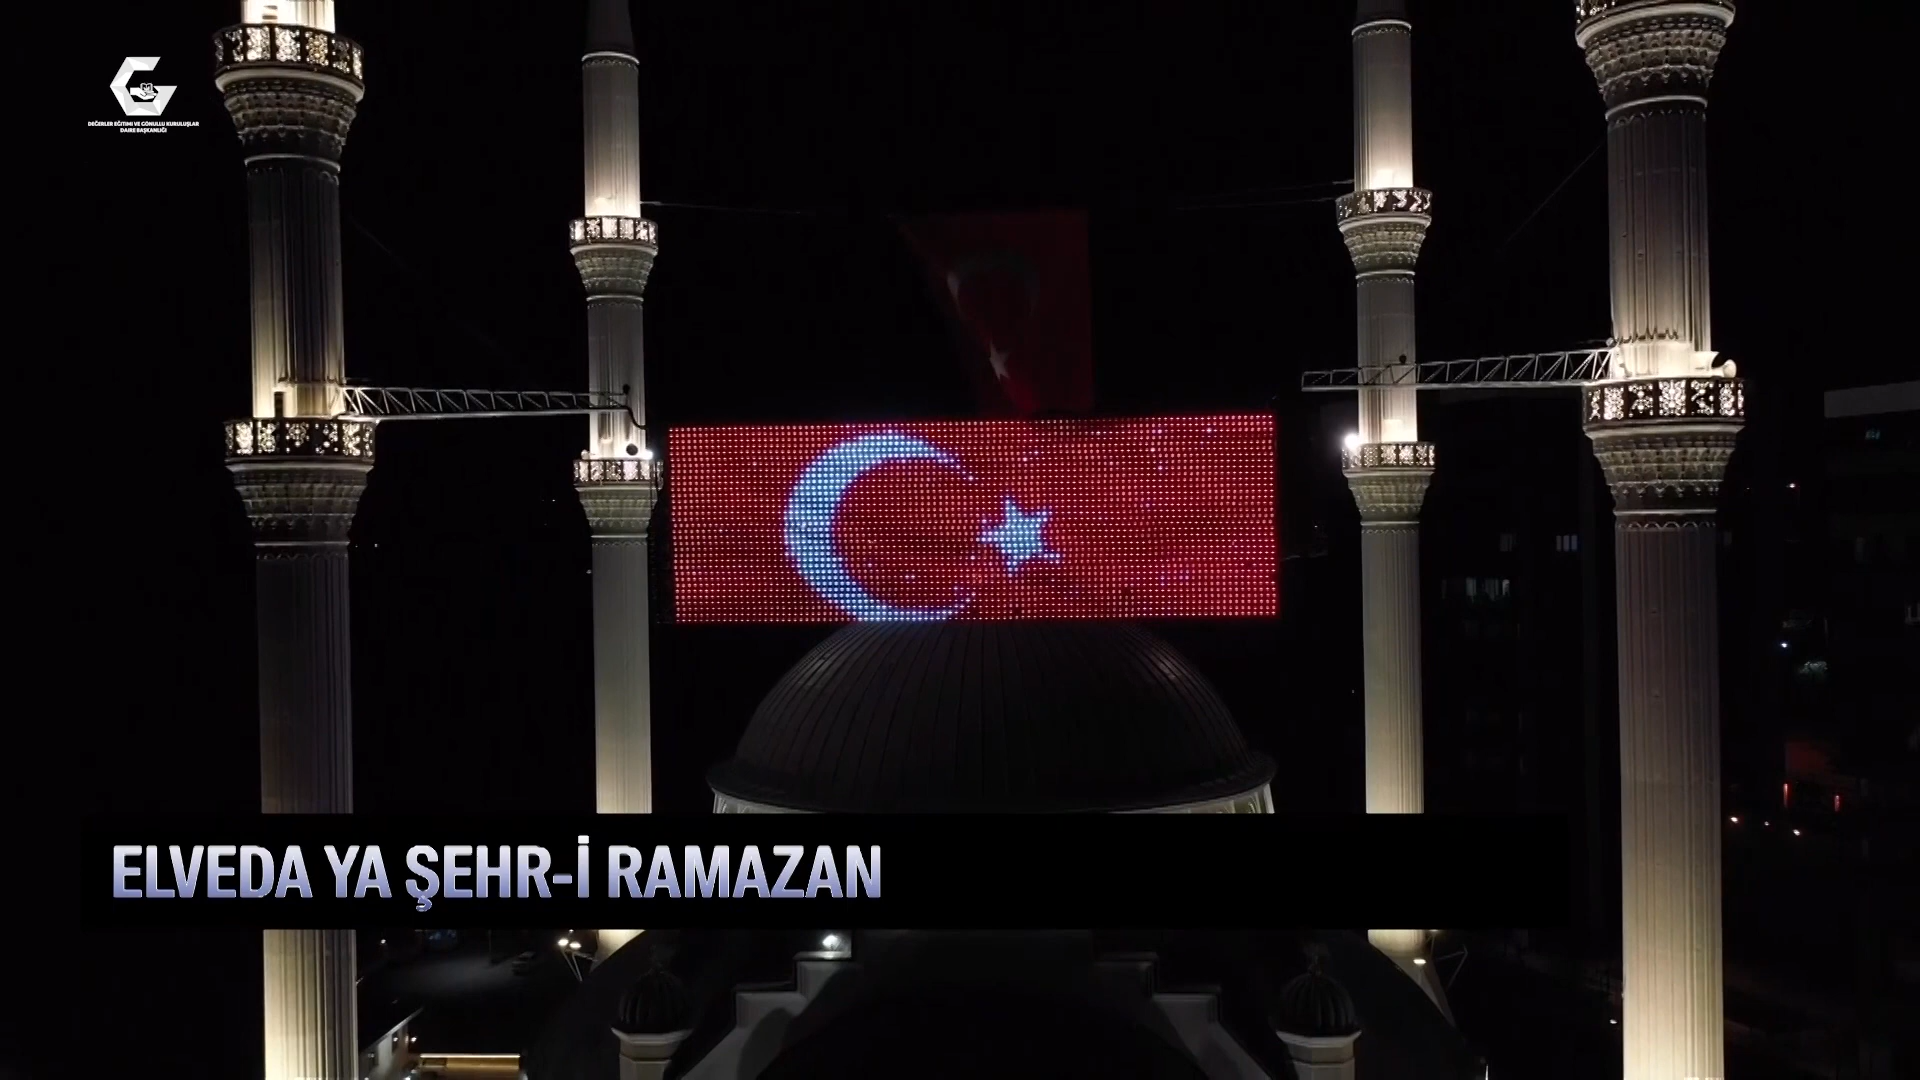 DEĞERLER EĞİTİMİ VE GÖNÜLLÜ KURULUŞLAR
DAİRE BAŞKANLIĞI
ELVEDA YA ŞEHR-İ RAMAZAN